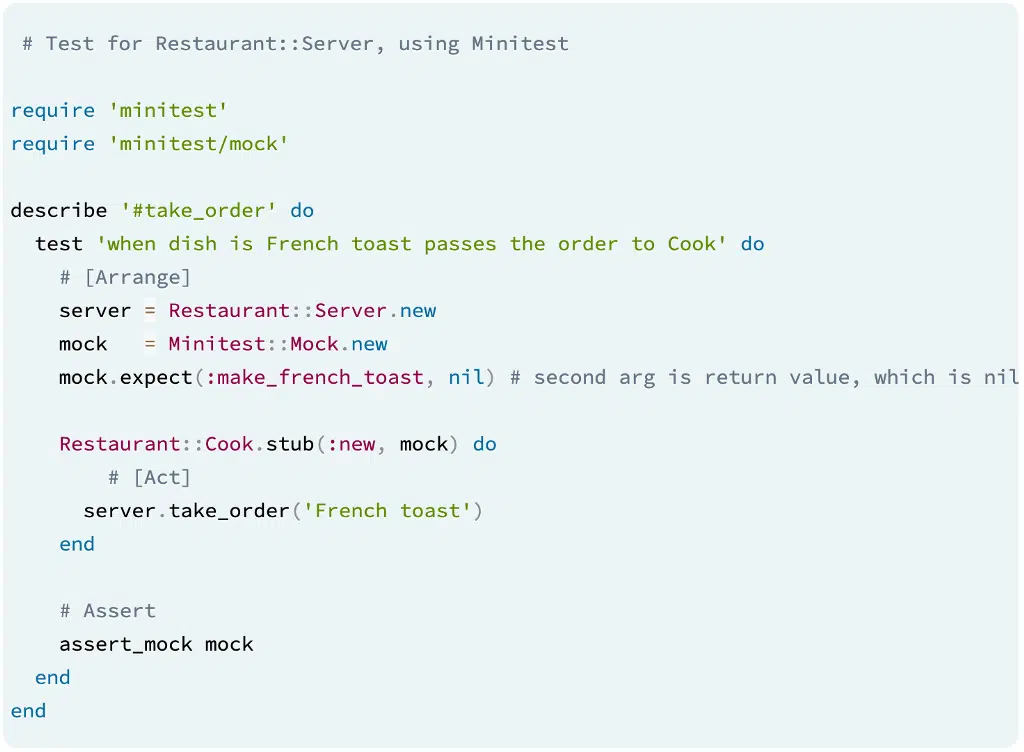 # Test for Restaurant::Server, using Minitest
require 'minitest'
require 'minitest/mock'
describe '#take_order' do
test 'when dish is French toast passes the order to Cook' do
# [Arrange]
server = Restaurant::Server.new
mock   = Minitest::Mock.new
mock.expect(:make_french_toast, nil) # second arg is return value, which is nil
Restaurant::Cook.stub(:new, mock) do
# [Act]
server.take_order('French toast')
end
# Assert
assert_mock mock
end
end